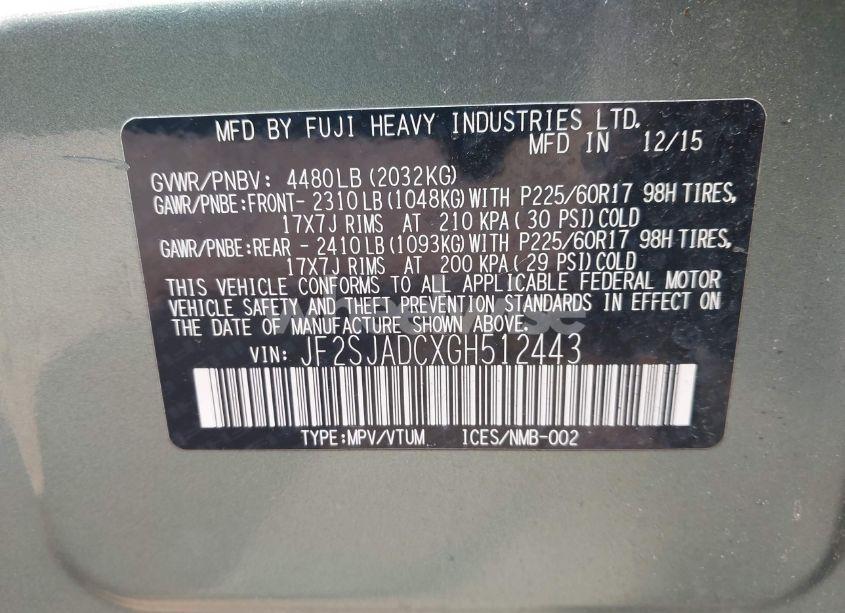 MFD BY FUJI HEAVY INDUSTRIES LTD.
MFD IN 12/15
GVWR/PNBV: 4480LB (2032KG)
GAWR/PNBE:FRONT- 2310LB (1048KG) WITH P225/60R17 98H TIRES,
17X7J RIMS AT 210 KPA( 30 PSI) COLD
GAWR/PNBE:REAR - 2410LB (1093KG) WITH P225/60R17 98H TIRES,
17X7J RIMS AT 200 KPA( 29 PSI) COLD
THIS VEHICLE CONFORMS TO ALL APPLICABLE FEDERAL MOTOR
VEHICLE SAFETY AND THEFT PREVENTION STANDARDS IN EFFECT ON
THE DATE OF MANUFACTURE SHOWN ABOVE.
VIN: JF2SJADCXGH512443
TYPE:MPV/VTUM ICES/NMB-002